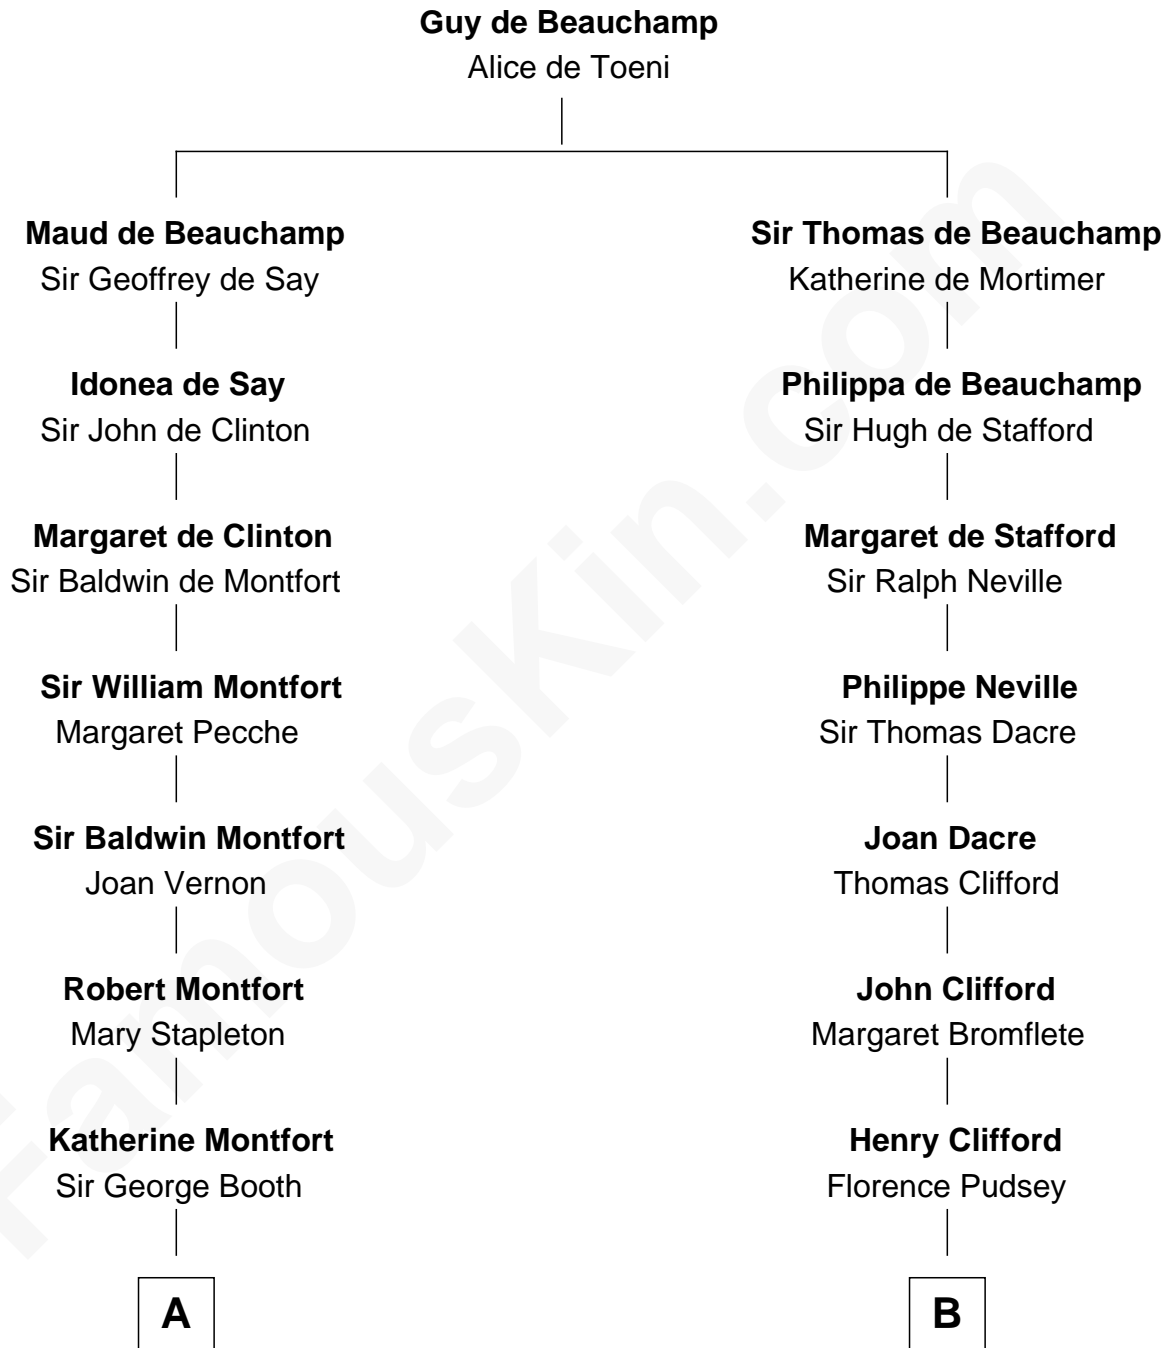 Guy de Beauchamp
Alice de Toeni
Maud de Beauchamp
Sir Geoffrey de Say
Sir Thomas de Beauchamp
Katherine de Mortimer
Idonea de Say
Sir John de Clinton
Philippa de Beauchamp
Sir Hugh de Stafford
Margaret de Clinton
Sir Baldwin de Montfort
Margaret de Stafford
Sir Ralph Neville
Sir William Montfort
Margaret Pecche
Philippe Neville
Sir Thomas Dacre
Sir Baldwin Montfort
Joan Vernon
Joan Dacre
Thomas Clifford
Robert Montfort
Mary Stapleton
John Clifford
Margaret Bromflete
Katherine Montfort
Sir George Booth
Henry Clifford
Florence Pudsey
A
B
FamousKin.com